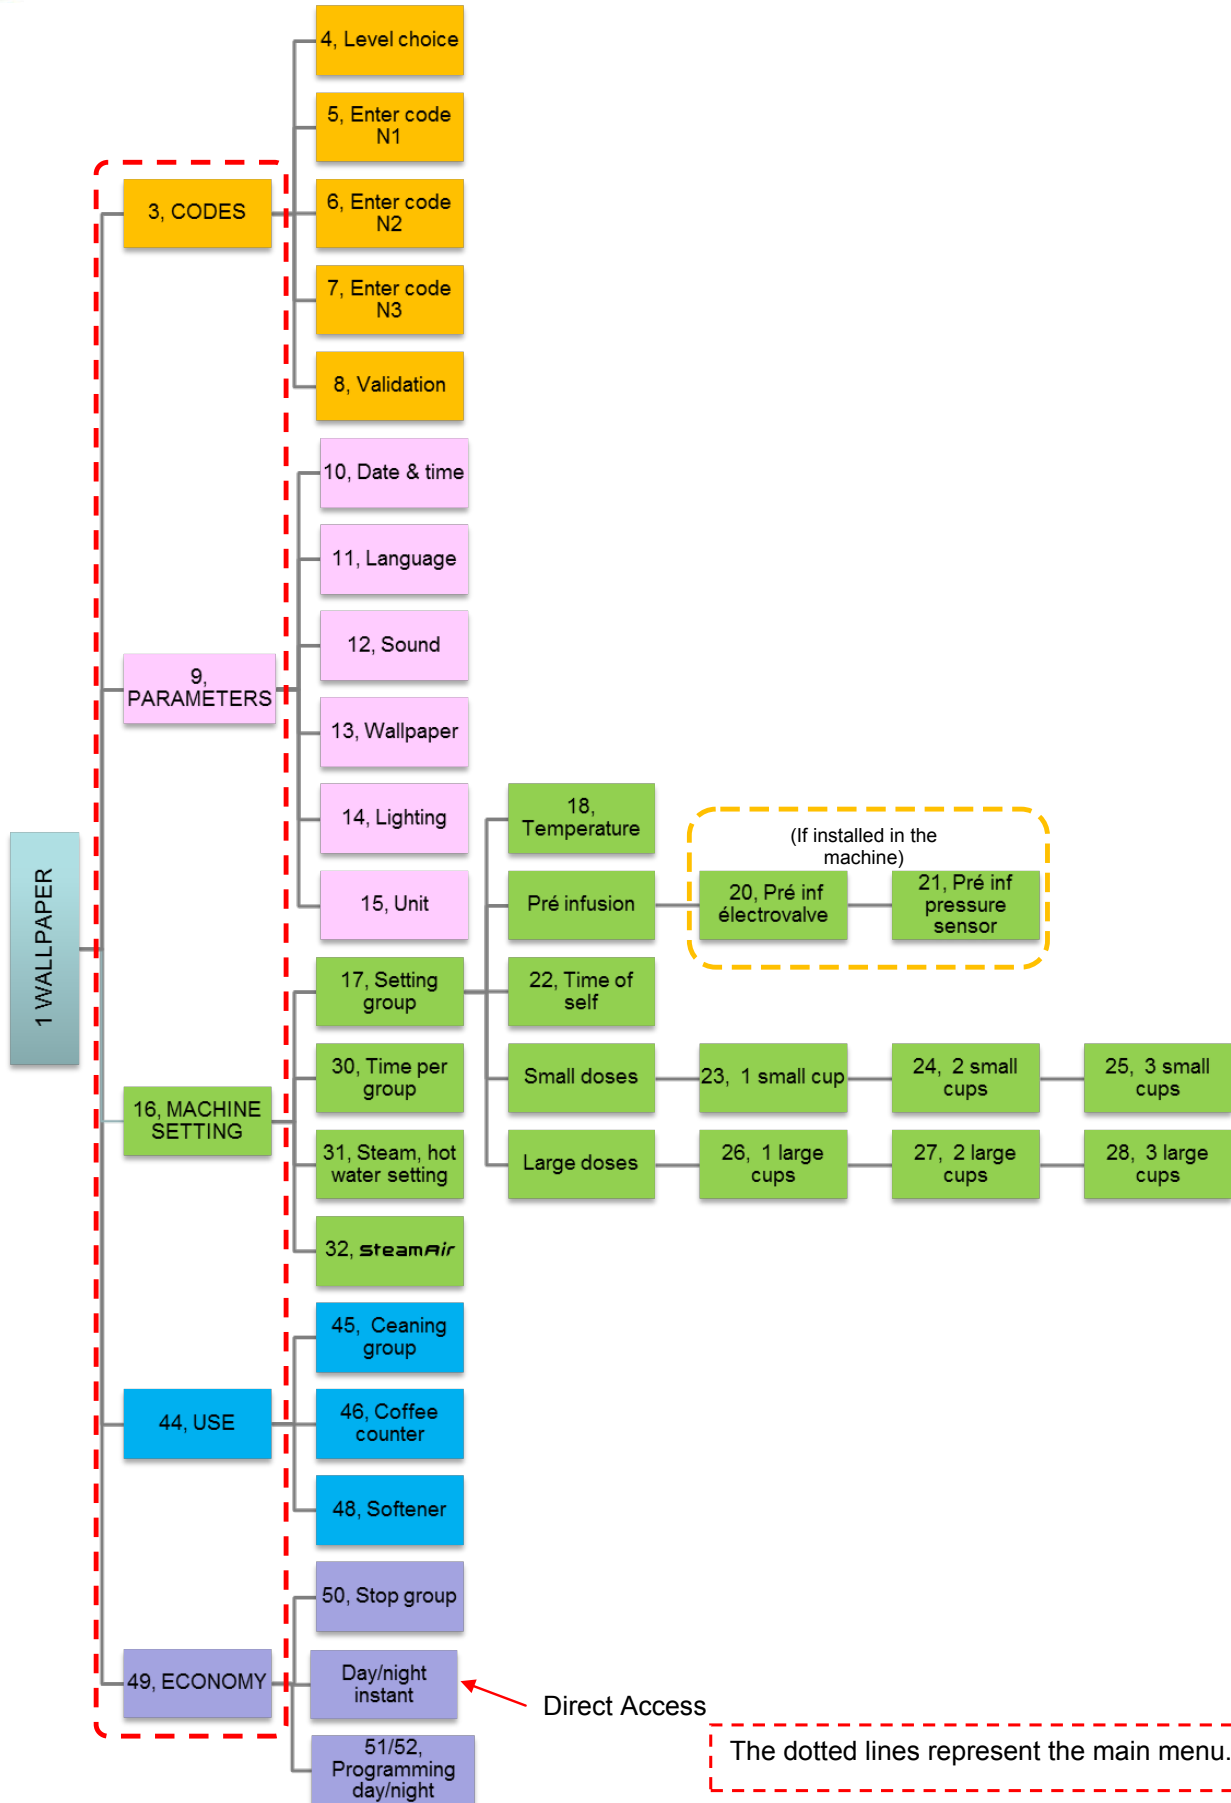 4, Level choice
5, Enter code
N1
3, CODES
6, Enter code
N2
7, Enter code
N3
8, Validation
10, Date & time
11, Language
12, Sound
9,
PARAMETERS
13, Wallpaper
14, Lighting
15, Unit
1 WALLPAPER
18,
Temperature
(If installed in the
machine)
Pré infusion
20, Pré inf
électrovalve
21, Pré inf
pressure
sensor
17, Setting
group
22, Time of
self
16, MACHINE
SETTING
30, Time per
group
Small doses
23,  1 small cup
24,  2 small
cups
25,  3 small
cups
31, Steam, hot
water setting
Large doses
26,  1 large
cups
27,  2 large
cups
28,  3 large
cups
32, SteamAir
45,  Ceaning
group
44, USE
46, Coffee
counter
48, Softener
50, Stop group
49, ECONOMY
Day/night
instant
Direct Access
51/52,
Programming
day/night
The dotted lines represent the main menu.